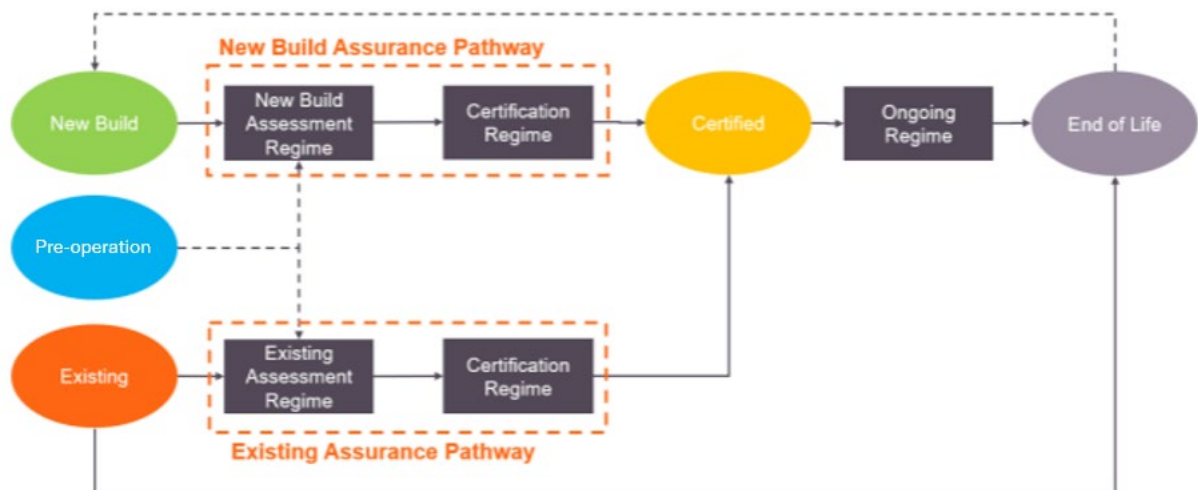 New Build Assurance Pathway
New Build
New Build
Assessment
Regime
Certification
Regime
Certified
Ongoing
Regime
End of Life
Pre-operation
Existing
Existing
Assessment
Regime
Certification
Regime
Existing Assurance Pathway